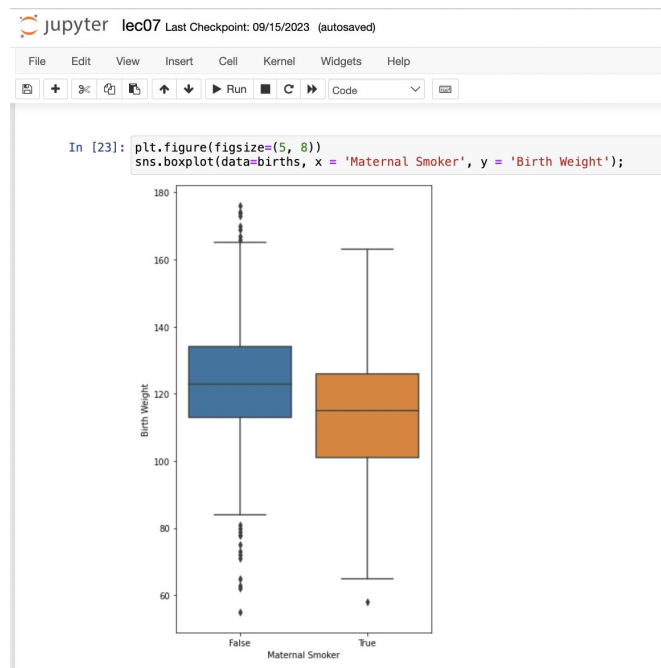 jupyter lec07 Last Checkpoint: 09/15/2023 (autosaved)
File Edit View Insert Cell Kernel Widgets Help
Run Code
In [23]: plt.figure(figsize=(5, 8))
sns.boxplot(data=births, x = 'Maternal Smoker', y = 'Birth Weight');
180
160
140
120
100
80
60
Birth Weight
False True
Maternal Smoker